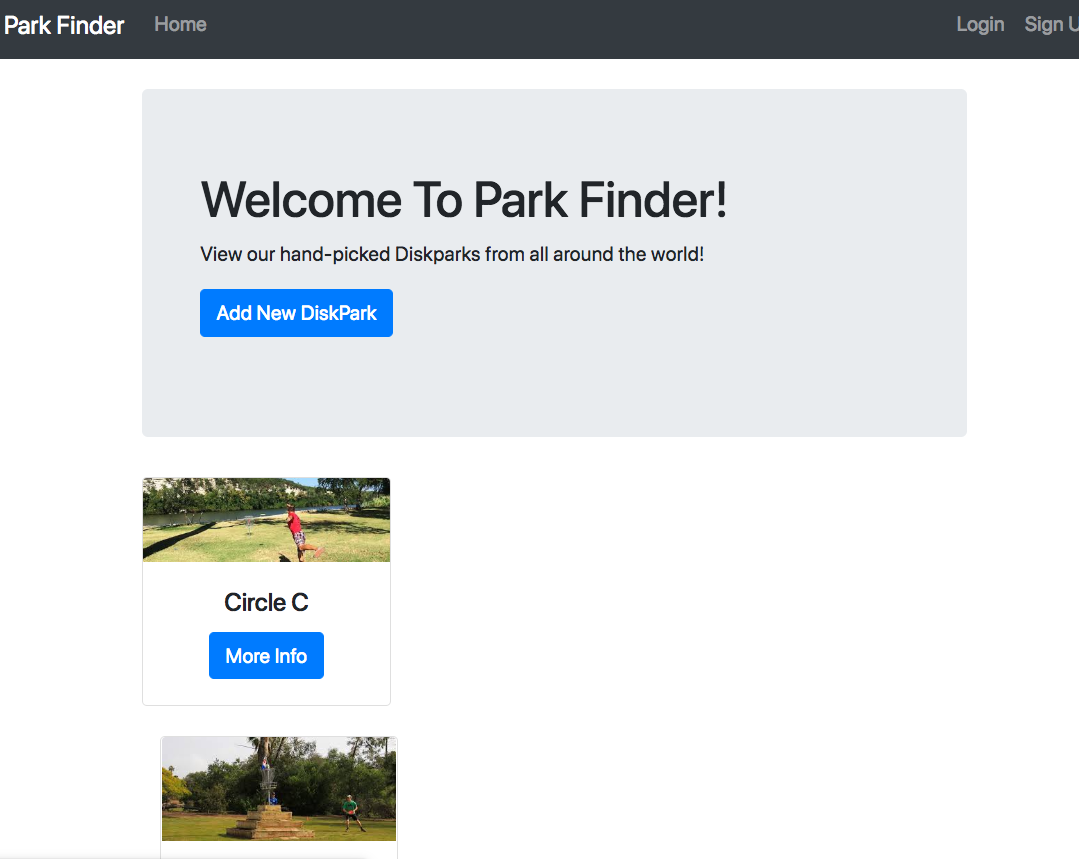 Park Finder Home Login Sign U
Welcome To Park Finder!
View our hand-picked Diskparks from all around the world!
Add New DiskPark
Circle C
More Info